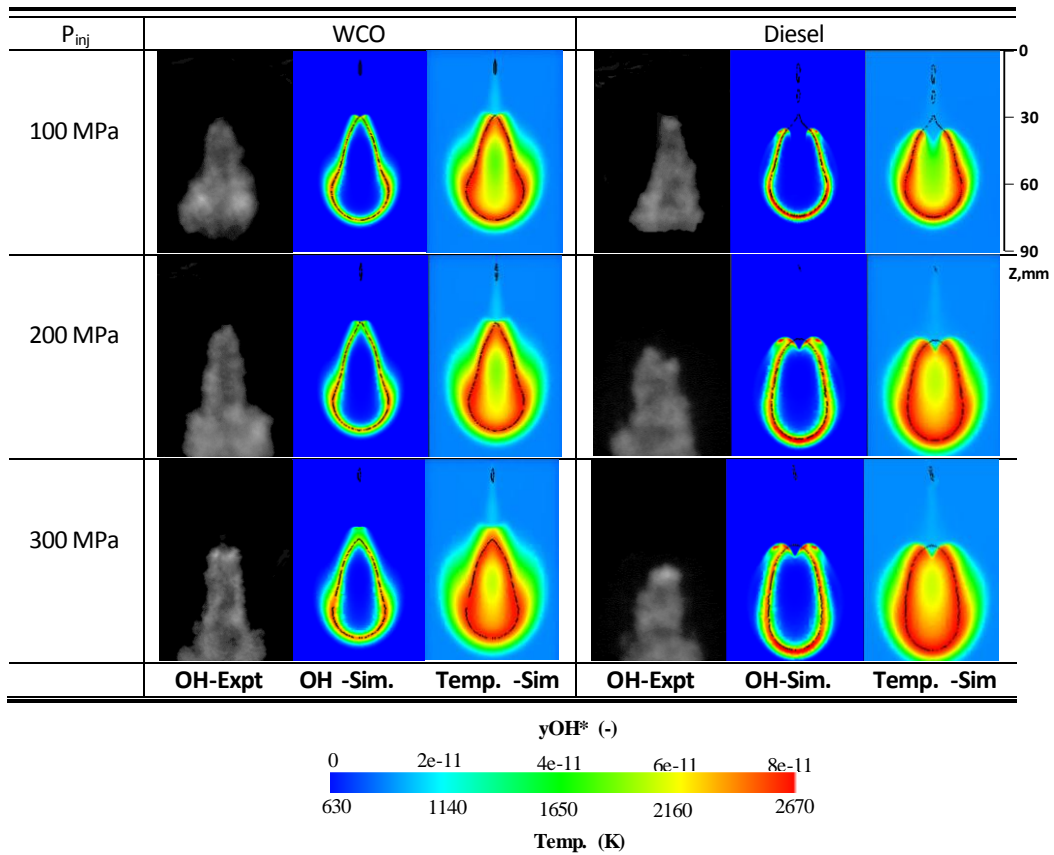 Pinj WCO Diesel
0
100 MPa
30
60
90
Z,mm
200 MPa
300 MPa
OH-Expt OH -Sim. Temp. -Sim OH-Expt OH-Sim. Temp. -Sim
yOH* (-)
0 2e-11 4e-11 6e-11 8e-11
630 1140 1650 2160 2670
Temp. (K)